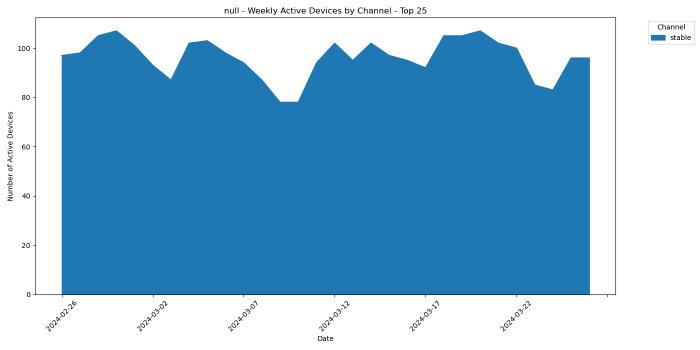 null - Weekly Active Devices by Channel - Top 25
Channel
stable
Number of Active Devices
100
80
60
40
20
0
2024-02-26
2024-03-02
2024-03-07
2024-03-12
2024-03-17
2024-03-22
Date